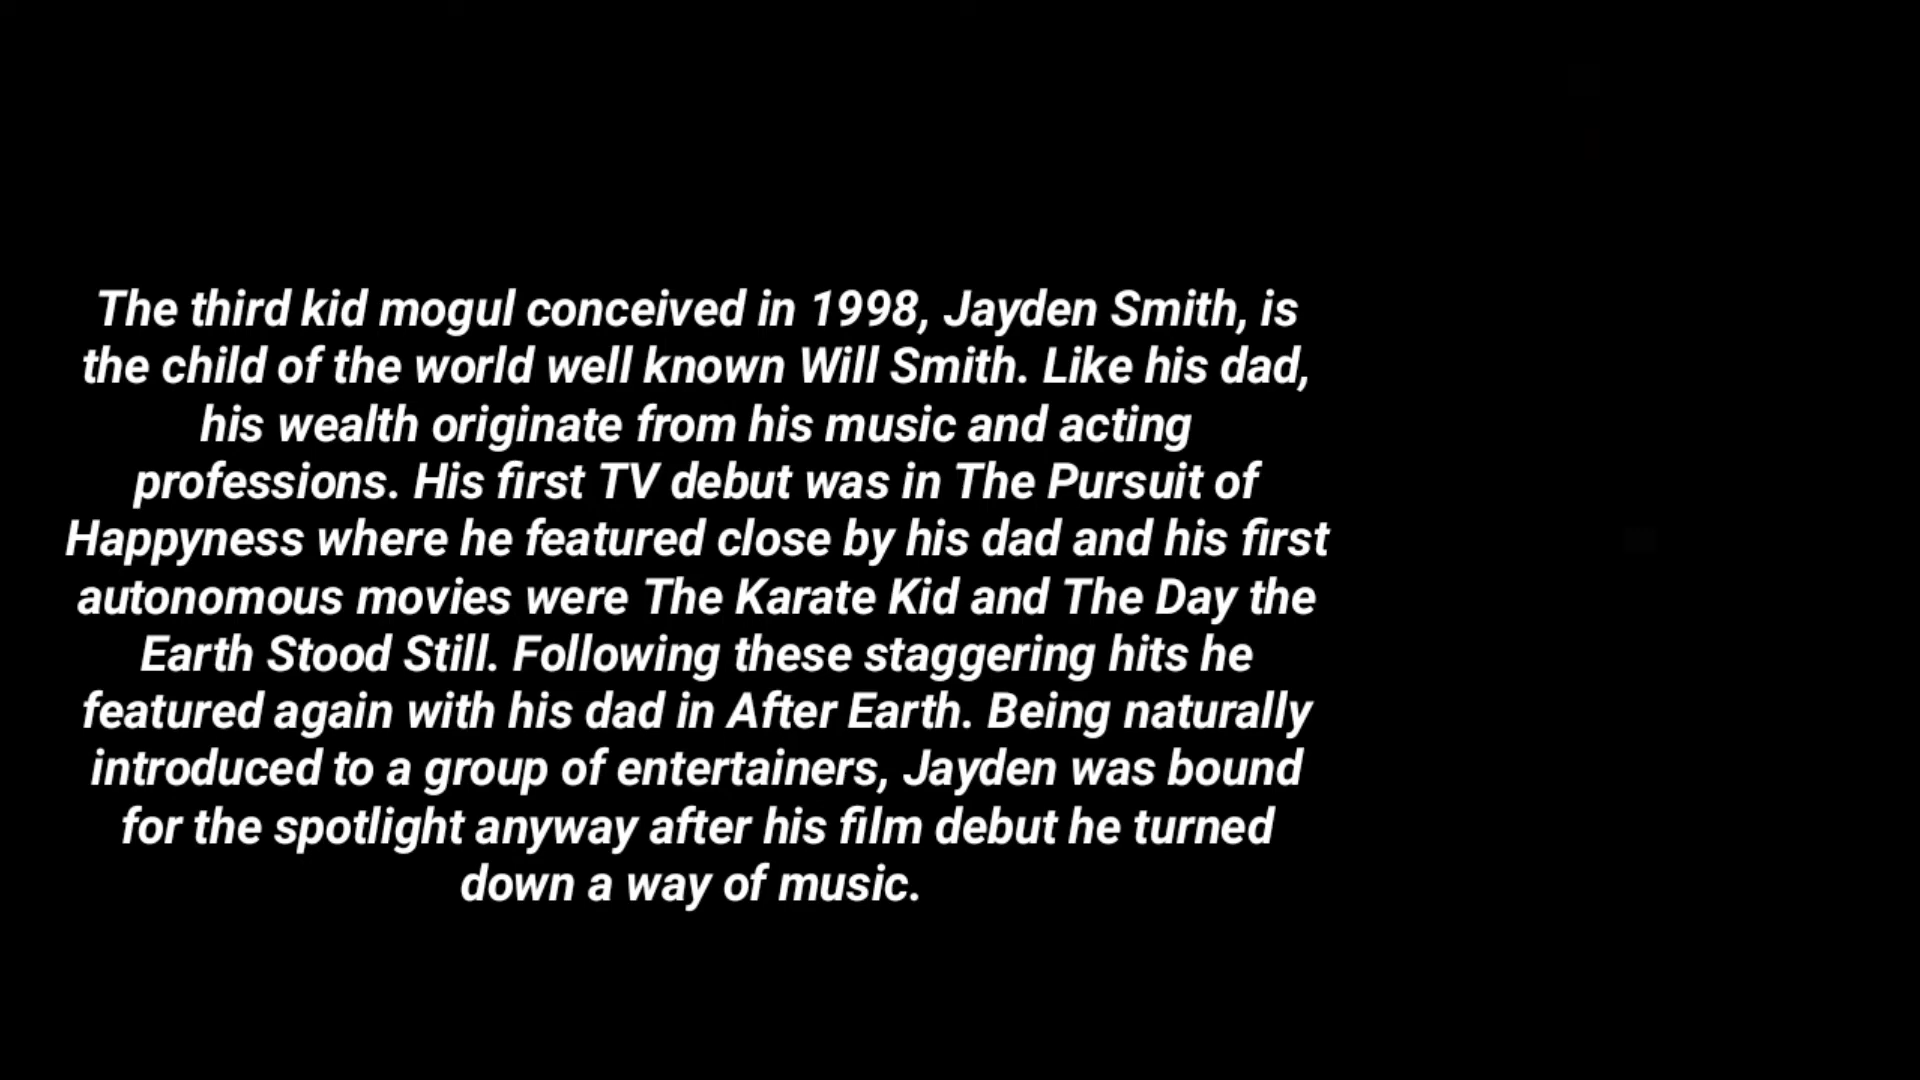 The third kid mogul conceived in 1998, Jayden Smith, is
the child of the world well known Will Smith. Like his dad,
his wealth originate from his music and acting
professions. His first TV debut was in The Pursuit of
Happyness where he featured close by his dad and his first
autonomous movies were The Karate Kid and The Day the
Earth Stood Still. Following these staggering hits he
featured again with his dad in After Earth. Being naturally
introduced to a group of entertainers, Jayden was bound
for the spotlight anyway after his film debut he turned
down a way of music.